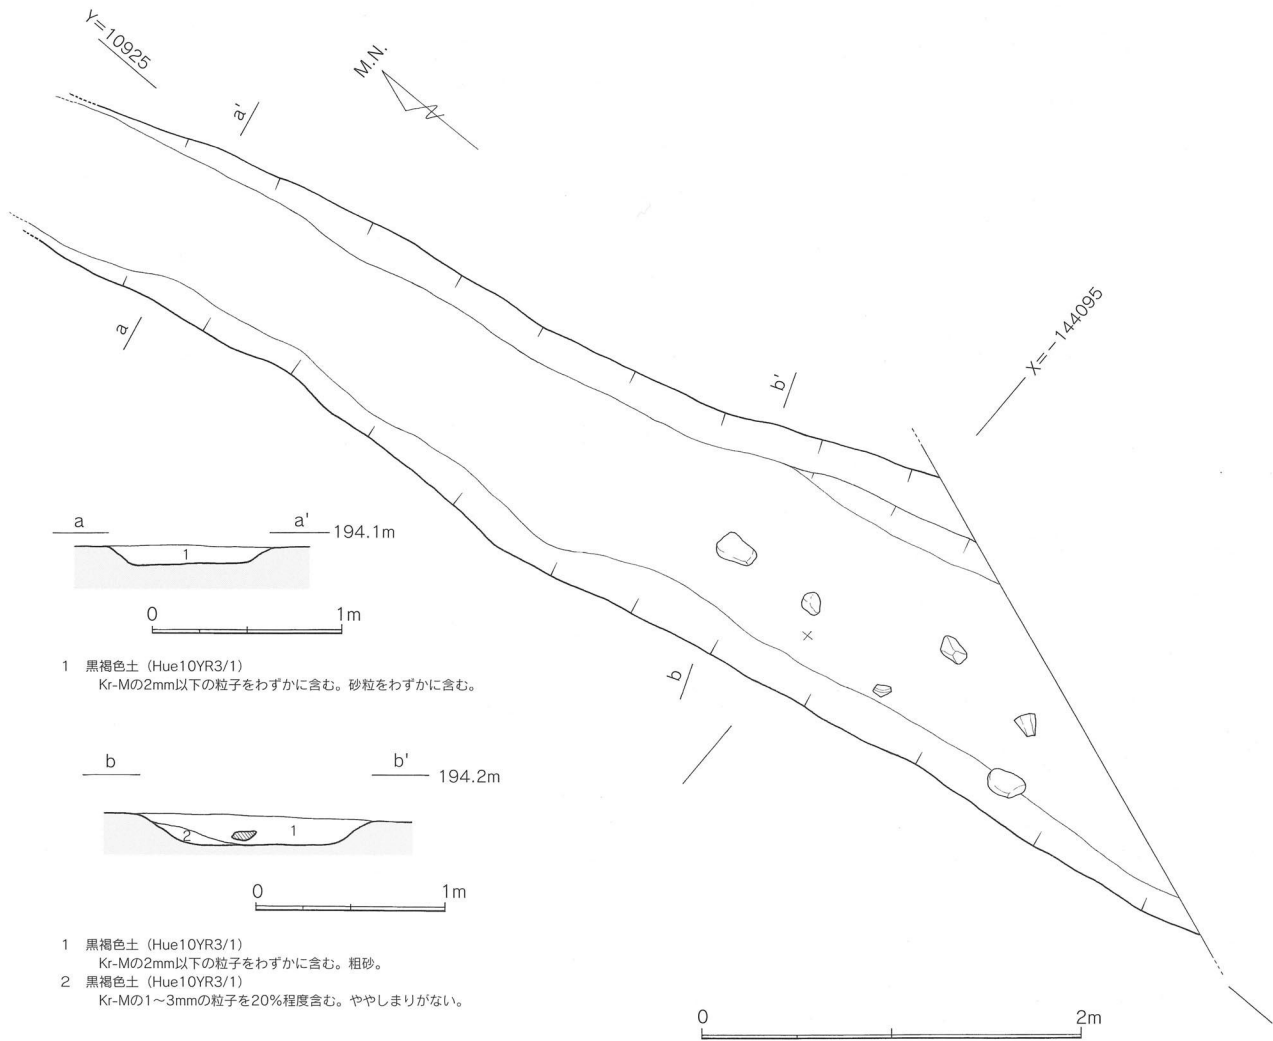 Y=10925
M.N.
a'
a
X=-144095
b'
b
a
a'
194.1m
1
0
1m
1 黒褐色土（Hue10YR3/1）
Kr-Mの2mm以下の粒子をわずかに含む。砂粒をわずかに含む。
b
b'
194.2m
2
1
0
1m
1 黒褐色土（Hue10YR3/1）
Kr-Mの2mm以下の粒子をわずかに含む。粗砂。
2 黒褐色土（Hue10YR3/1）
Kr-Mの1〜3mmの粒子を20%程度含む。ややしまりがない。
0
2m